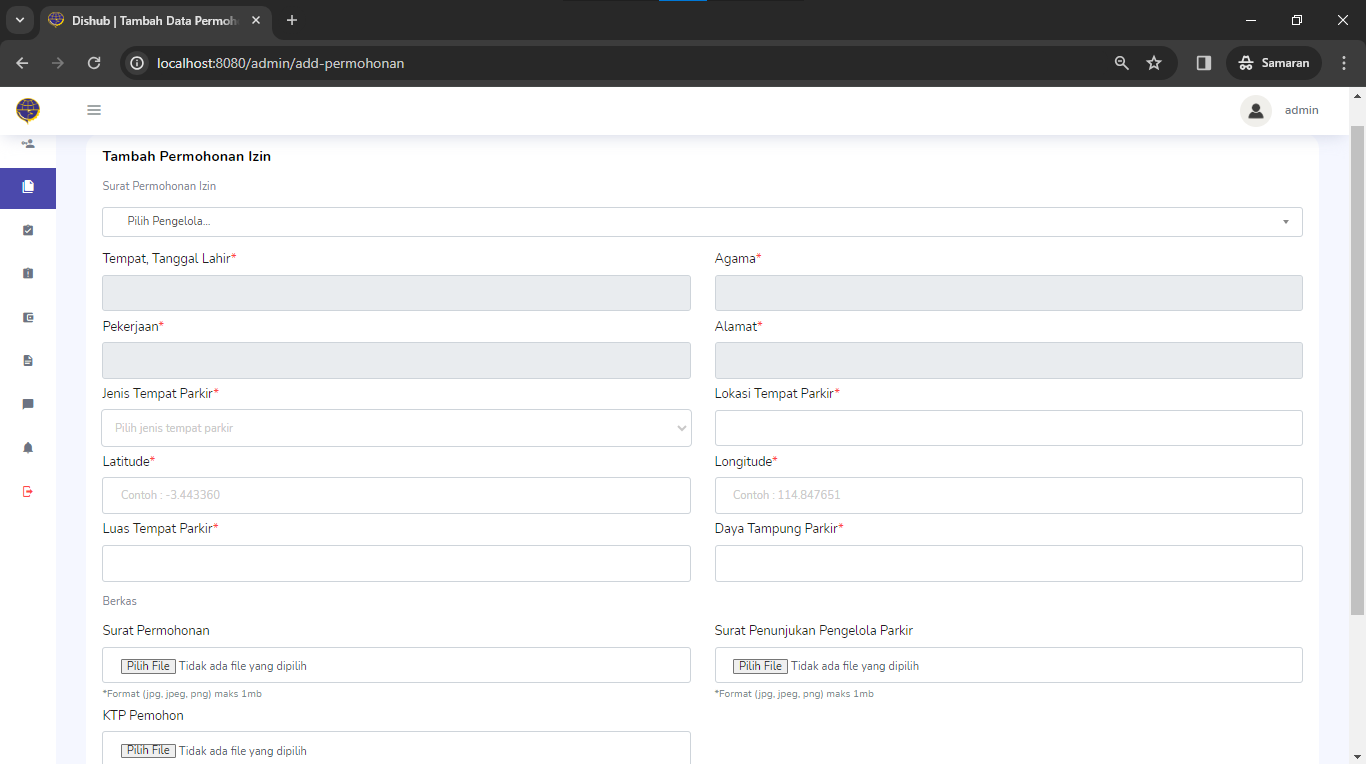 Dishub | Tambah Data Permoh
localhost:8080/admin/add-permohonan
Samaran
admin
Tambah Permohonan Izin
Surat Permohonan Izin
Pilih Pengelola...
Tempat, Tanggal Lahir*
Agama*
Pekerjaan*
Alamat*
Jenis Tempat Parkir*
Lokasi Tempat Parkir*
Pilih jenis tempat parkir
Latitude*
Longitude*
Contoh : -3.443360
Contoh : 114.847651
Luas Tempat Parkir*
Daya Tampung Parkir*
Berkas
Surat Permohonan
Surat Penunjukan Pengelola Parkir
Pilih File Tidak ada file yang dipilih
Pilih File Tidak ada file yang dipilih
*Format (jpg, jpeg, png) maks 1mb
*Format (jpg, jpeg, png) maks 1mb
KTP Pemohon
Pilih File Tidak ada file yang dipilih